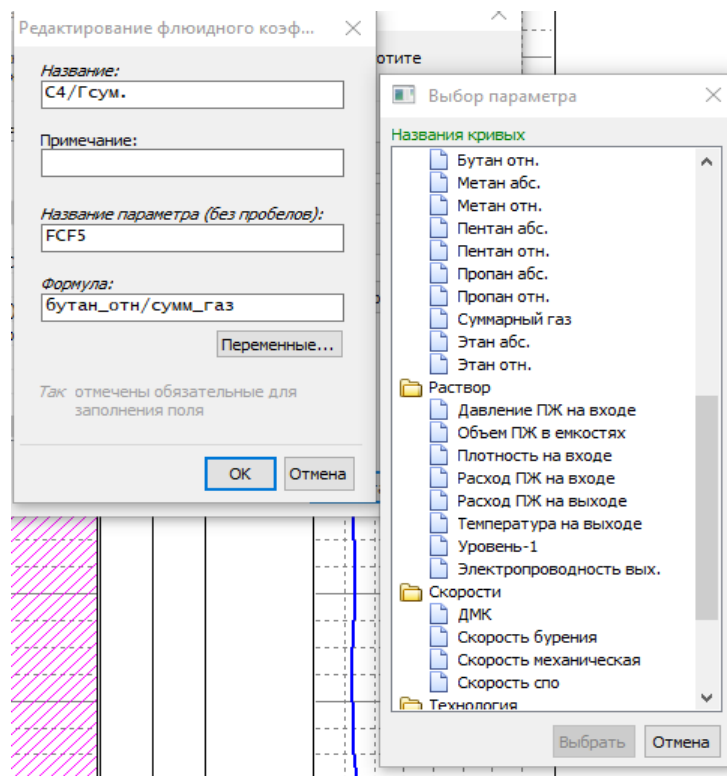 Редактирование флюидного коэф...
Название:
C4/Гсум.
Примечание:
Название параметра (без пробелов):
FCF5
Формула:
бутан_отн/сумм_газ
Переменные...
Так отмечены обязательные для
заполнения поля
ОК
Отмена
отите
Выбор параметра
Названия кривых
Бутан отн.
Метан абс.
Метан отн.
Пентан абс.
Пентан отн.
Пропан абс.
Пропан отн.
Суммарный газ
Этан абс.
Этан отн.
Раствор
Давление ПЖ на входе
Объем ПЖ в емкостях
Плотность на входе
Расход ПЖ на входе
Расход ПЖ на выходе
Температура на выходе
Уровень-1
Электропроводность вых.
Скорости
ДМК
Скорость бурения
Скорость механическая
Скорость спо
Технология
Выбрать
Отмена